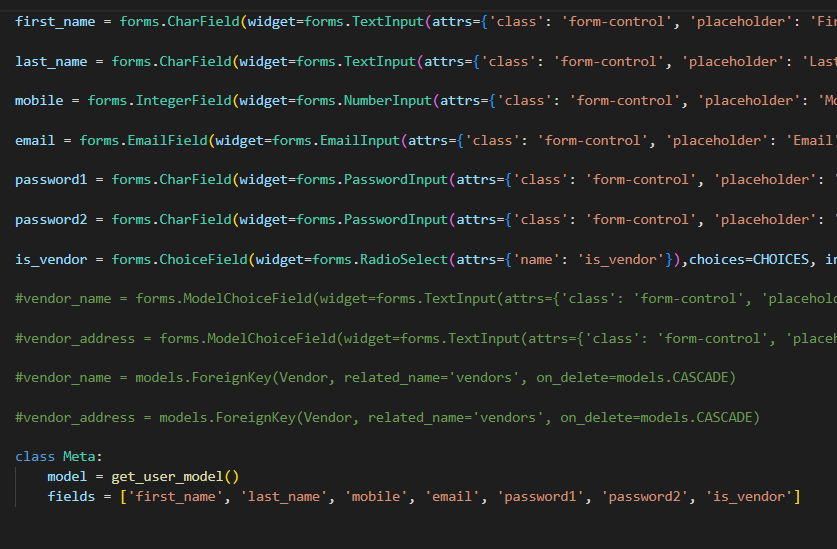 first_name = forms.CharField(widget=forms.TextInput(attrs={'class': 'form-control', 'placeholder':
last_name = forms.CharField(widget=forms.TextInput(attrs={'class': 'form-control', 'placeholder': 'Last
mobile = forms.IntegerField(widget=forms.NumberInput(attrs={'class': 'form-control', 'placeholder':
email = forms.EmailField(widget=forms.EmailInput(attrs={'class': 'form-control', 'placeholder': 'Email'
password1 = forms.CharField(widget=forms.PasswordInput(attrs={'class': 'form-control', 'placeholder': '
password2 = forms.CharField(widget=forms.PasswordInput(attrs={'class': 'form-control', 'placeholder': '
is_vendor = forms.ChoiceField(widget=forms.RadioSelect(attrs={'name': 'is_vendor'}),choices=CHOICES,
#vendor_name = forms.ModelChoiceField(widget=forms.TextInput(attrs={'class': 'form-control',
#vendor_address = forms.ModelChoiceField(widget=forms.TextInput(attrs={'class': 'form-control',
#vendor_name = models.ForeignKey(Vendor, related_name='vendors', on_delete=models.CASCADE)
#vendor_address = models.ForeignKey(Vendor, related_name='vendors', on_delete=models.CASCADE)
class Meta:
model = get_user_model()
fields = ['first_name', 'last_name', 'mobile', 'email', 'password1', 'password2', 'is_vendor']